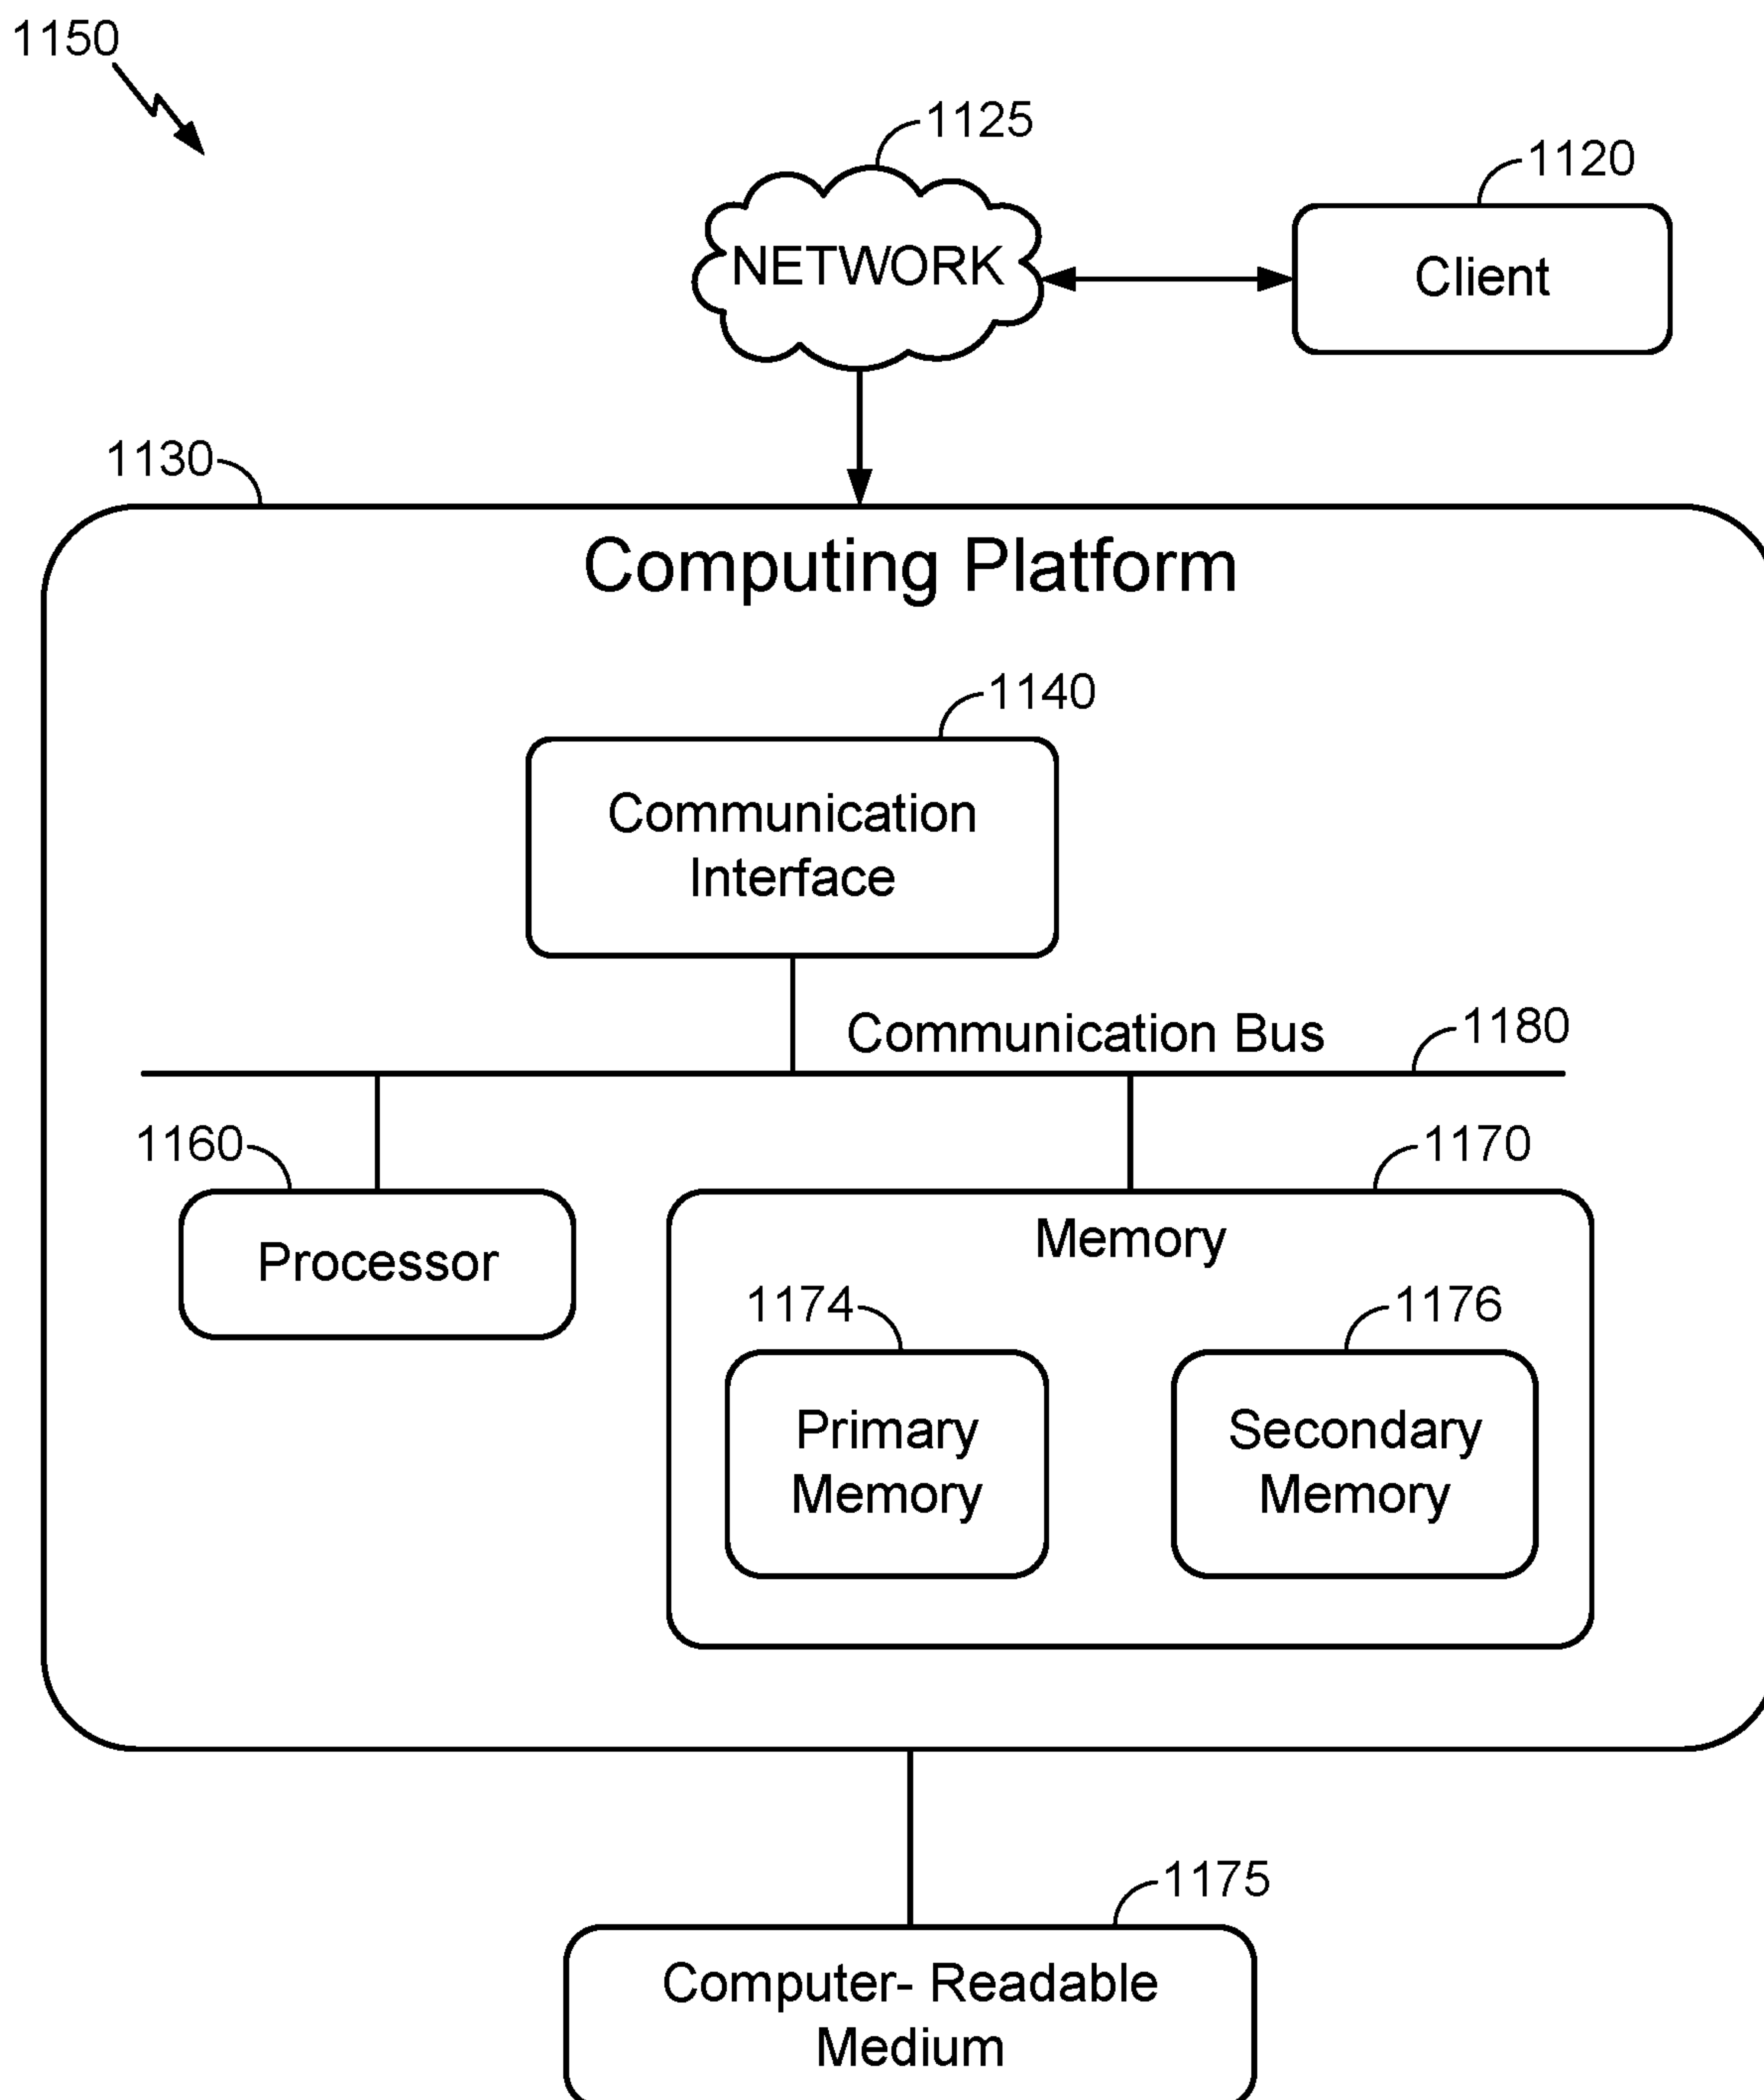 1150
1125
1120
NETWORK
Client
1130
Computing Platform
1140
Communication
Interface
Communication Bus
1180
1160
1170
Processor
Memory
1174
1176
Primary
Memory
Secondary
Memory
1175
Computer- Readable
Medium